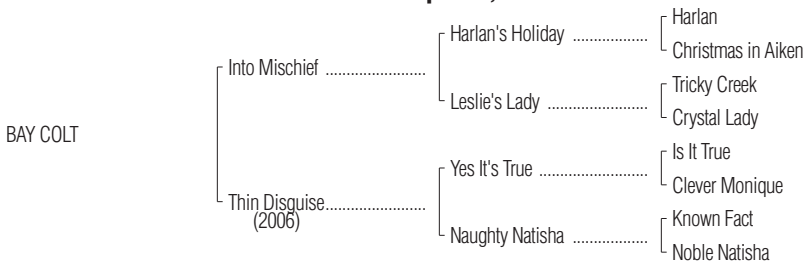 Harlan
Harlan's Holiday ..................
Christmas in Aiken
Into Mischief ........................
Tricky Creek
Leslie's Lady ........................
Crystal Lady
BAY COLT
Is It True
Yes It's True ..........................
Clever Monique
Thin Disguise........................
(2006)
Known Fact
Naughty Natisha ..................
Noble Natisha